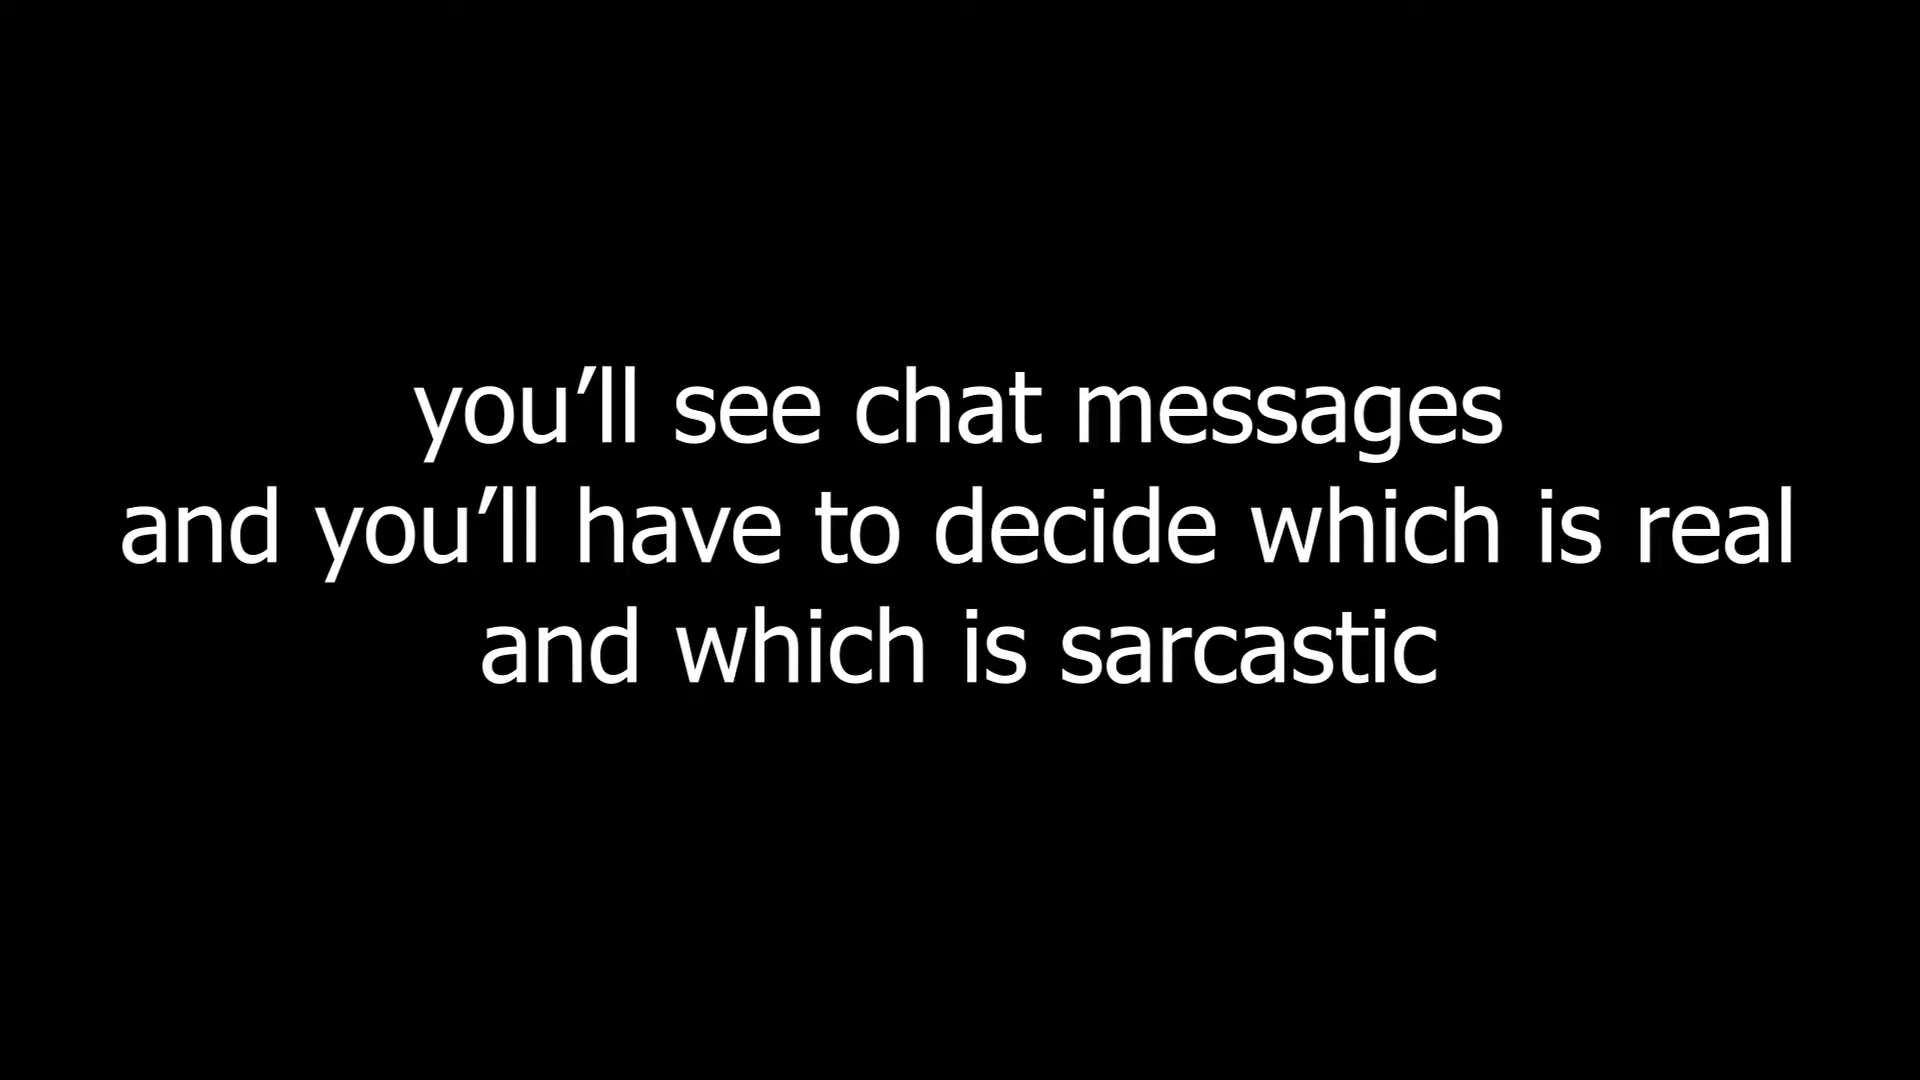 you’ll see chat messages
and you’ll have to decide which is real
and which is sarcastic